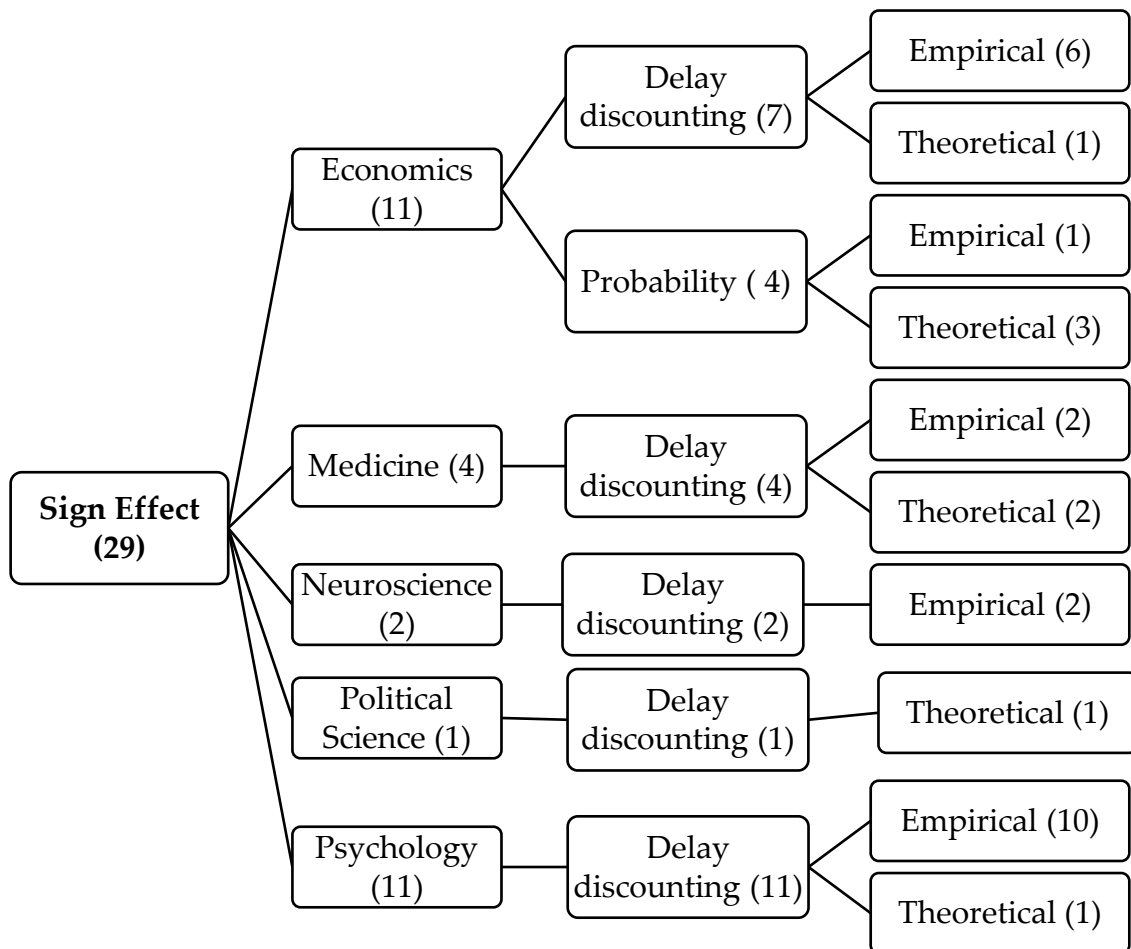 Sign Effect
(29)
Economics
(11)
Delay
discounting (7)
Empirical (6)
Theoretical (1)
Probability ( 4)
Empirical (1)
Theoretical (3)
Medicine (4)
Delay
discounting (4)
Empirical (2)
Theoretical (2)
Neuroscience
(2)
Delay
discounting (2)
Empirical (2)
Political
Science (1)
Delay
discounting (1)
Theoretical (1)
Psychology
(11)
Delay
discounting (11)
Empirical (10)
Theoretical (1)